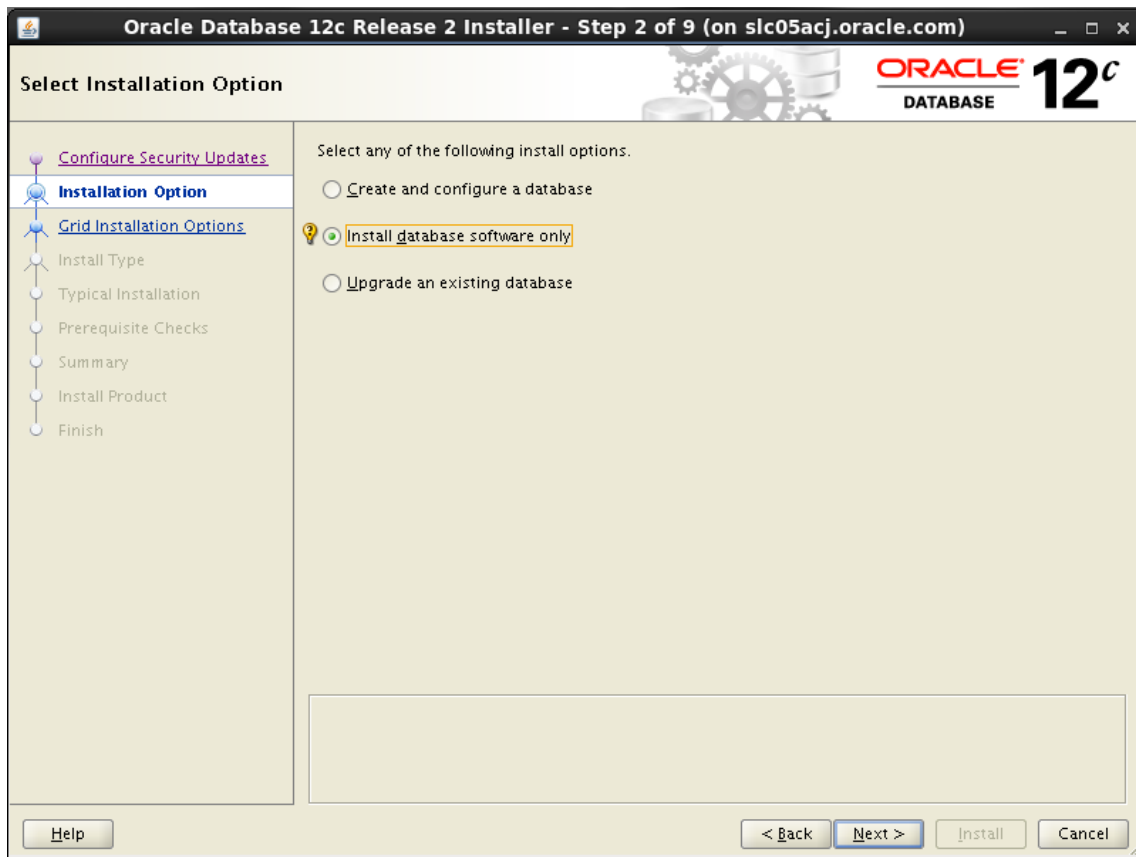 Oracle Database 12c Release 2 Installer - Step 2 of 9 (on slc05acj.oracle.com)
Select Installation Option
ORACLE
DATABASE
12c
Configure Security Updates
Installation Option
Grid Installation Options
Install Type
Typical Installation
Prerequisite Checks
Summary
Install Product
Finish
Select any of the following install options.
Create and configure a database
Install database software only
Upgrade an existing database
Help
< Back
Next >
Install
Cancel